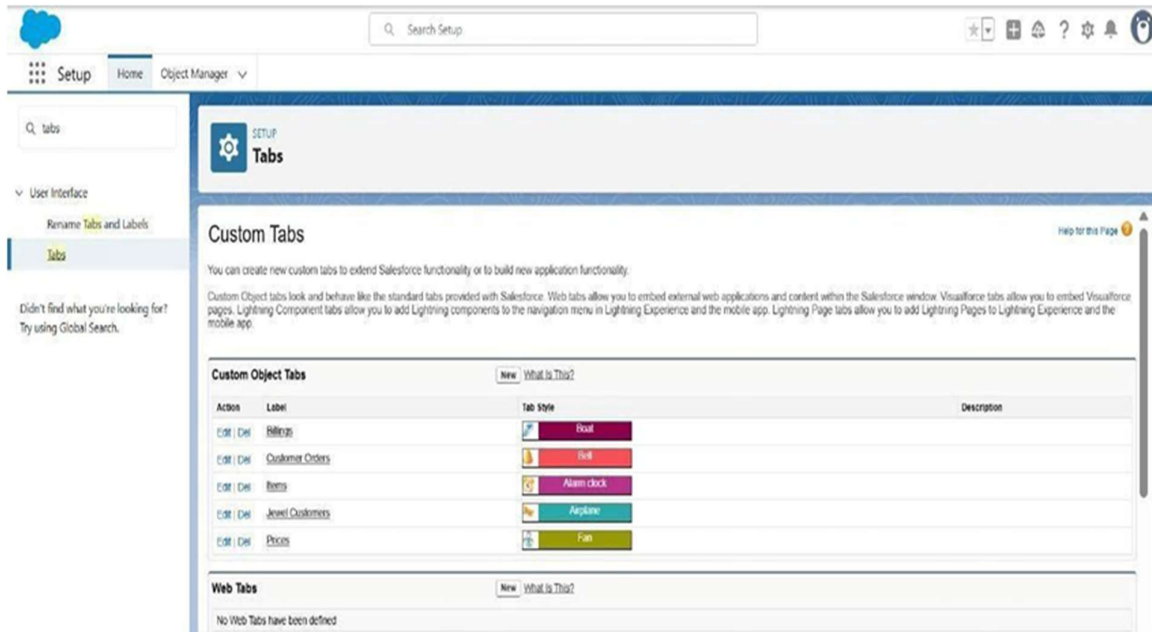 Search Setup
Setup
Home
Object Manager
tabs
SETUP
Tabs
User Interface
Rename Tabs and Labels
Tabs
Didn't find what you're looking for?
Try using Global Search.
Custom Tabs
Help for this Page
You can create new custom tabs to extend Salesforce functionality or to build new application functionality.
Custom Object tabs look and behave like the standard tabs provided with Salesforce. Web tabs allow you to embed external web applications and content within the Salesforce window. Visualforce tabs allow you to embed Visualforce
pages. Lightning Component tabs allow you to add Lightning components to the navigation menu in Lightning Experience and the mobile app. Lightning Page tabs allow you to add Lightning Pages to Lightning Experience and the
mobile app.
Custom Object Tabs New What Is This?
Action Label Tab Style Description
Edit | Del Billings Boat
Edit | Del Customer Orders Bell
Edit | Del Items Alarm clock
Edit | Del Jewel Customers Airplane
Edit | Del Prices Fan
Web Tabs New What Is This?
No Web Tabs have been defined